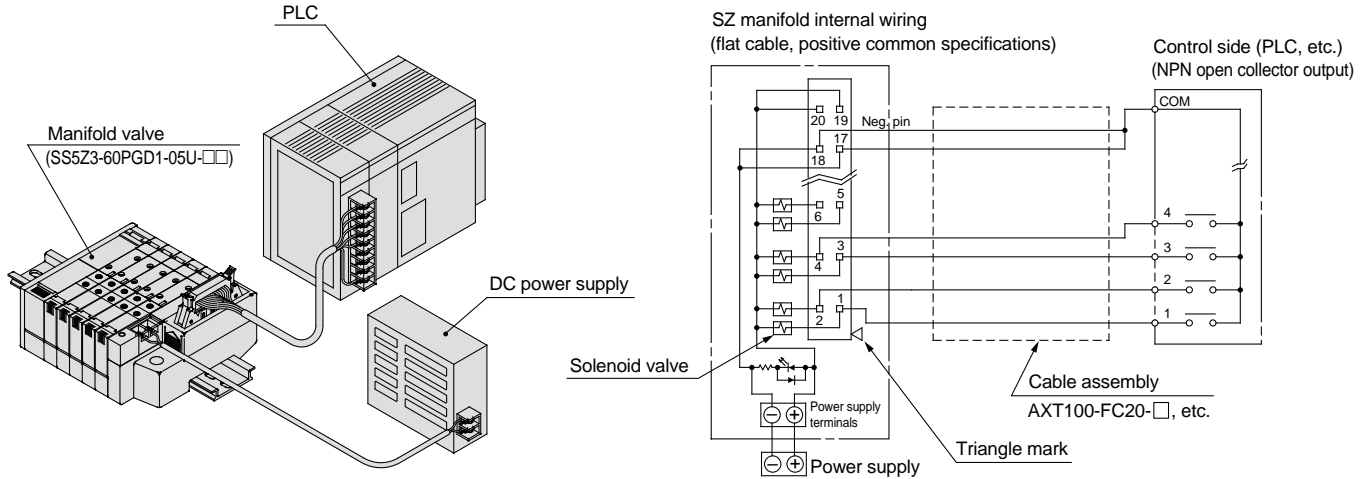 PLC
Manifold valve
(SS5Z3-60PGD1-05U-□□)
DC power supply
SZ manifold internal wiring
(flat cable, positive common specifications)
Control side (PLC, etc.)
(NPN open collector output)
COM
20 19
Neg. pin
17
18
5
6
4
3
4
3
2
1
2
1
Solenoid valve
Cable assembly
AXT100-FC20-□, etc.
Power supply
terminals
Triangle mark
− +
− + Power supply